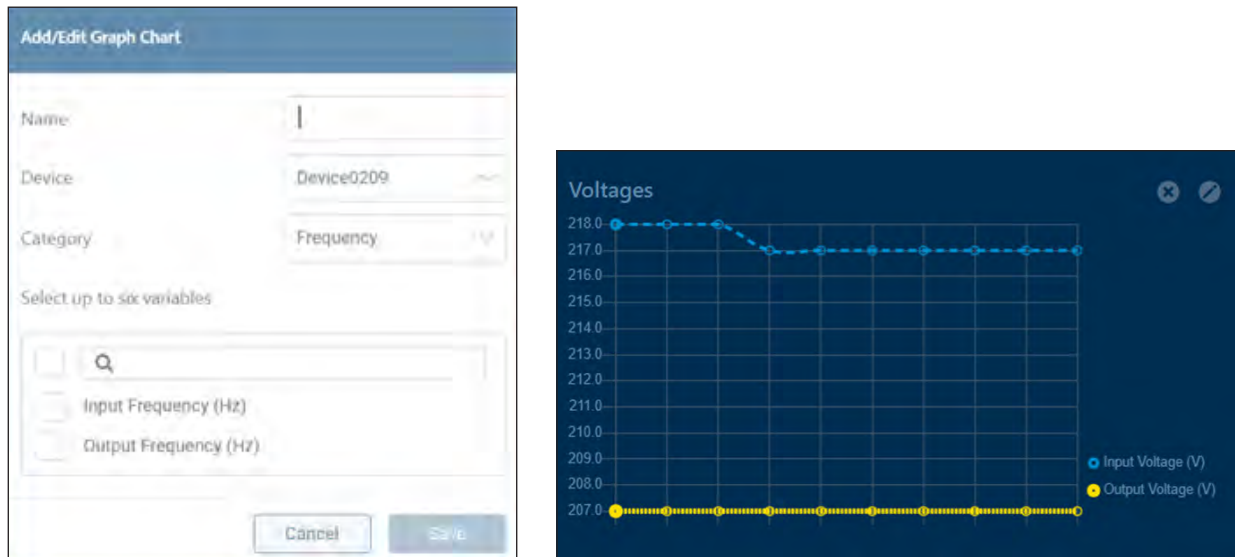 Add/Edit Graph Chart
Name
Device Device0209
Category Frequency
Select up to six variables
Input Frequency (Hz)
Output Frequency (Hz)
Cancel Save
Voltages
218.0
217.0
216.0
215.0
214.0
213.0
212.0
211.0
210.0
209.0
208.0
207.0
Input Voltage (V)
Output Voltage (V)